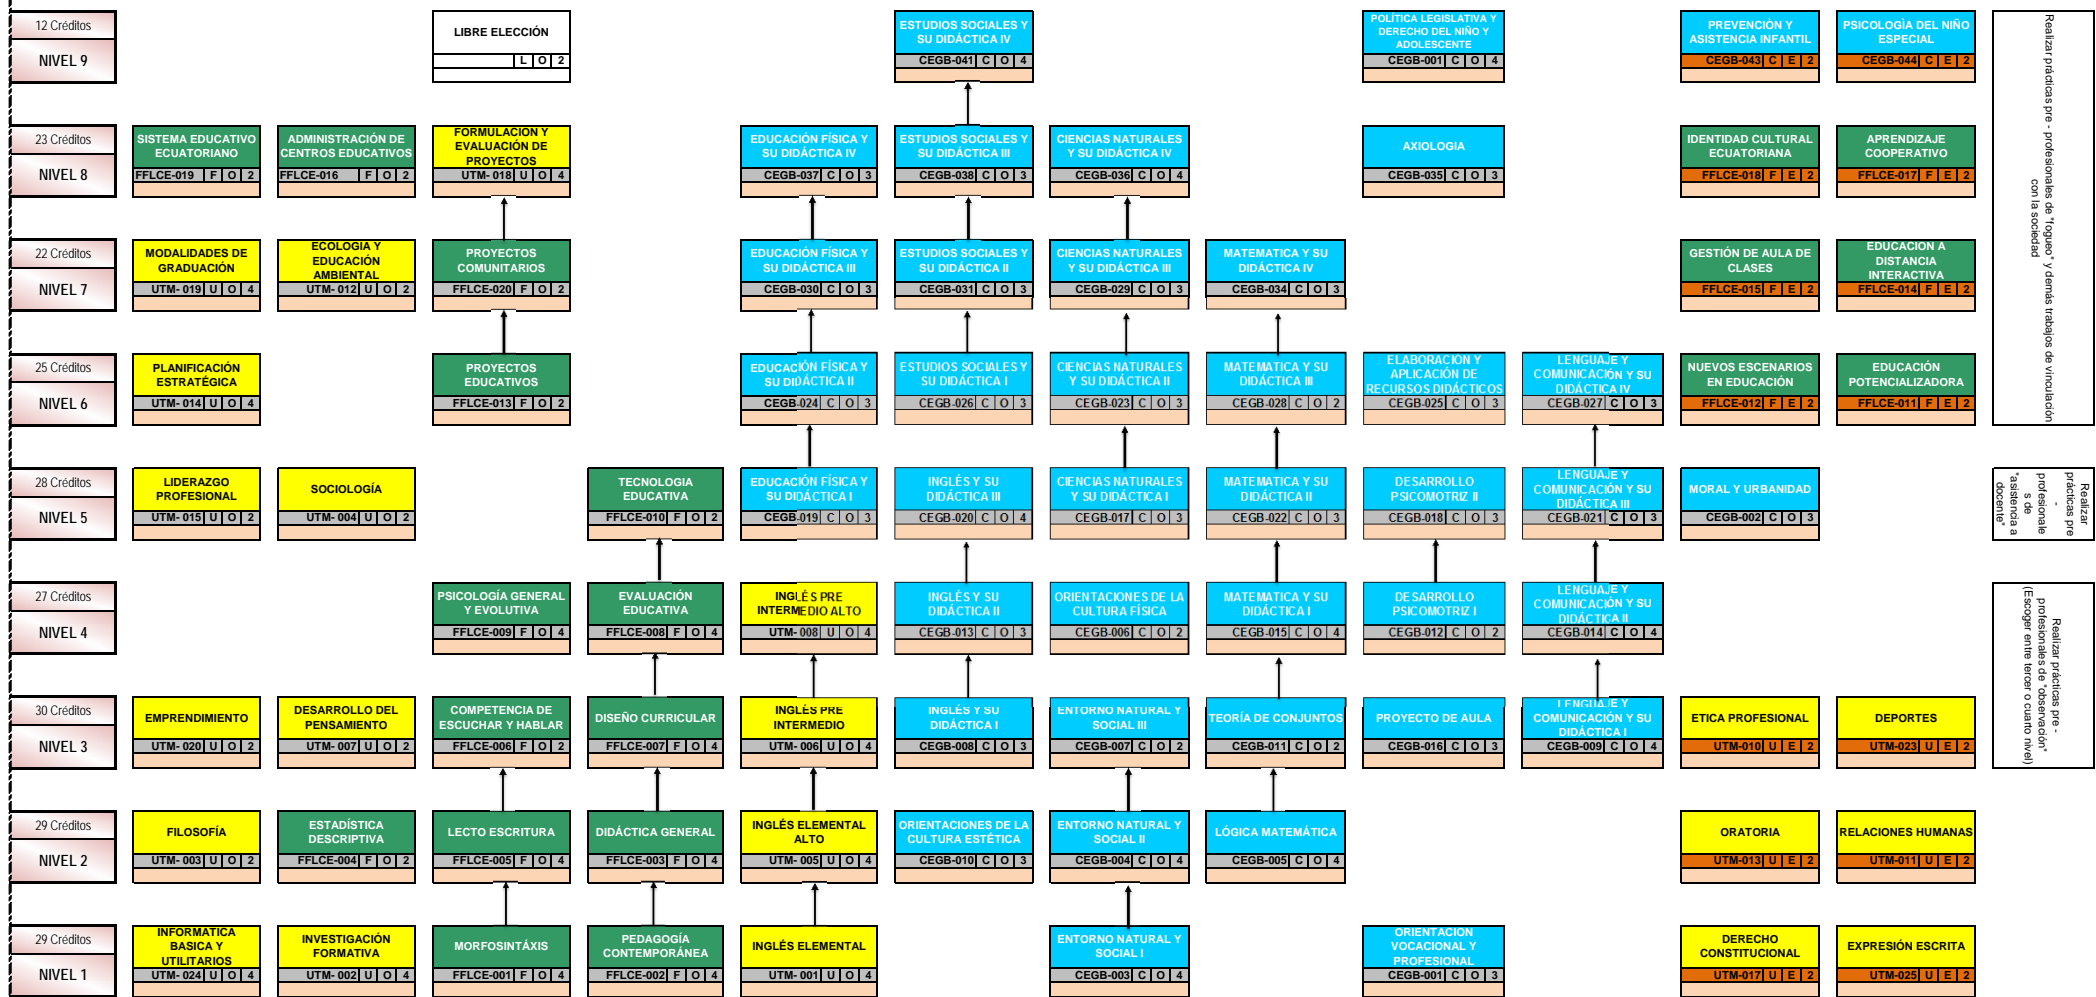 12 Créditos
NIVEL 9
LIBRE ELECCIÓN
L O 2
ESTUDIOS SOCIALES Y
SU DIDÁCTICA IV
CEGB-041 C O 4
POLÍTICA LEGISLATIVA Y
DERECHO DEL NIÑO Y
ADOLESCENTE
CEGB-001 C O 4
PREVENCIÓN Y
ASISTENCIA INFANTIL
CEGB-043 C E 2
PSICOLOGÌA DEL NIÑO
ESPECIAL
CEGB-044 C E 2
Realizar prácticas pre - profesionales de "fogueo" y demás trabajos de vinculación
con la sociedad
23 Créditos
NIVEL 8
SISTEMA EDUCATIVO
ECUATORIANO
FFLCE-019 F O 2
ADMINISTRACIÓN DE
CENTROS EDUCATIVOS
FFLCE-016 F O 2
FORMULACIÓN Y
EVALUACIÓN DE
PROYECTOS
UTM- 018 U O 4
EDUCACIÓN FÍSICA Y
SU DIDÁCTICA IV
CEGB-037 C O 3
ESTUDIOS SOCIALES Y
SU DIDÁCTICA III
CEGB-038 C O 3
CIENCIAS NATURALES
Y SU DIDÁCTICA IV
CEGB-036 C O 4
AXIOLOGIA
CEGB-035 C O 3
IDENTIDAD CULTURAL
ECUATORIANA
FFLCE-018 F E 2
APRENDIZAJE
COOPERATIVO
FFLCE-017 F E 2
22 Créditos
NIVEL 7
MODALIDADES DE
GRADUACIÓN
UTM- 019 U O 4
ECOLOGIA Y
EDUCACIÓN
AMBIENTAL
UTM- 012 U O 2
PROYECTOS
COMUNITARIOS
FFLCE-020 F O 2
EDUCACIÓN FÍSICA Y
SU DIDÁCTICA III
CEGB-030 C O 3
ESTUDIOS SOCIALES Y
SU DIDÁCTICA II
CEGB-031 C O 3
CIENCIAS NATURALES
Y SU DIDÁCTICA III
CEGB-029 C O 3
MATEMATICA Y SU
DIDÁCTICA IV
CEGB-034 C O 3
GESTIÓN DE AULA DE
CLASES
FFLCE-015 F E 2
EDUCACION A
DISTANCIA
INTERACTIVA
FFLCE-014 F E 2
25 Créditos
NIVEL 6
PLANIFICACIÓN
ESTRATÉGICA
UTM- 014 U O 4
PROYECTOS
EDUCATIVOS
FFLCE-013 F O 2
EDUCACIÓN FÍSICA Y
SU DIDÁCTICA II
CEGB-024 C O 3
ESTUDIOS SOCIALES Y
SU DIDÁCTICA I
CEGB-026 C O 3
CIENCIAS NATURALES
Y SU DIDÁCTICA II
CEGB-023 C O 3
MATEMATICA Y SU
DIDÁCTICA III
CEGB-028 C O 2
ELABORACIÓN Y
APLICACIÓN DE
RECURSOS DIDÁCTICOS
CEGB-025 C O 3
LENGUAJE Y
COMUNICACIÓN Y SU
DIDÁCTICA IV
CEGB-027 C O 3
NUEVOS ESCENARIOS
EN EDUCACIÓN
FFLCE-012 F E 2
EDUCACIÓN
POTENCIALIZADORA
FFLCE-011 F E 2
28 Créditos
NIVEL 5
LIDERAZGO
PROFESIONAL
UTM- 015 U O 2
SOCIOLOGÍA
UTM- 004 U O 2
TECNOLOGIA
EDUCATIVA
FFLCE-010 F O 2
EDUCACIÓN FÍSICA Y
SU DIDÁCTICA I
CEGB-019 C O 3
INGLÉS Y SU
DIDÁCTICA III
CEGB-020 C O 4
CIENCIAS NATURALES
Y SU DIDÁCTICA I
CEGB-017 C O 3
MATEMATICA Y SU
DIDÁCTICA II
CEGB-022 C O 3
DESARROLLO
PSICOMOTRIZ II
CEGB-018 C O 3
LENGUAJE Y
COMUNICACIÓN Y SU
DIDÁCTICA III
CEGB-021 C O 3
MORAL Y URBANIDAD
CEGB-002 C O 3
Realizar
prácticas pre
-
profesionale
s de
"asistencia a
docente"
27 Créditos
NIVEL 4
PSICOLOGÍA GENERAL
Y EVOLUTIVA
FFLCE-009 F O 4
EVALUACIÓN
EDUCATIVA
FFLCE-008 F O 4
INGLÉS PRE
INTERMEDIO ALTO
UTM- 008 U O 4
INGLÉS Y SU
DIDÁCTICA II
CEGB-013 C O 3
ORIENTACIONES DE LA
CULTURA FÍSICA
CEGB-006 C O 2
MATEMATICA Y SU
DIDÁCTICA I
CEGB-015 C O 4
DESARROLLO
PSICOMOTRIZ I
CEGB-012 C O 2
LENGUAJE Y
COMUNICACIÓN Y SU
DIDÁCTICA II
CEGB-014 C O 4
Realizar prácticas pre -
profesionales de "observación"
(Escoger entre tercer o cuarto nivel)
30 Créditos
NIVEL 3
EMPRENDIMIENTO
UTM- 020 U O 2
DESARROLLO DEL
PENSAMIENTO
UTM- 007 U O 2
COMPETENCIA DE
ESCUCHAR Y HABLAR
FFLCE-006 F O 2
DISEÑO CURRICULAR
FFLCE-007 F O 4
INGLÉS PRE
INTERMEDIO
UTM- 006 U O 4
INGLÉS Y SU
DIDÁCTICA I
CEGB-008 C O 3
ENTORNO NATURAL Y
SOCIAL III
CEGB-007 C O 2
TEORÍA DE CONJUNTOS
CEGB-011 C O 2
PROYECTO DE AULA
CEGB-016 C O 3
LENGUAJE Y
COMUNICACIÓN Y SU
DIDÁCTICA I
CEGB-009 C O 4
ETICA PROFESIONAL
UTM-010 U E 2
DEPORTES
UTM-023 U E 2
29 Créditos
NIVEL 2
FILOSOFÍA
UTM- 003 U O 2
ESTADÍSTICA
DESCRIPTIVA
FFLCE-004 F O 2
LECTO ESCRITURA
FFLCE-005 F O 4
DIDÁCTICA GENERAL
FFLCE-003 F O 4
INGLÉS ELEMENTAL
ALTO
UTM- 005 U O 4
ORIENTACIONES DE LA
CULTURA ESTÉTICA
CEGB-010 C O 3
ENTORNO NATURAL Y
SOCIAL II
CEGB-004 C O 4
LÓGICA MATEMÁTICA
CEGB-005 C O 4
ORATORIA
UTM-013 U E 2
RELACIONES HUMANAS
UTM-011 U E 2
29 Créditos
NIVEL 1
INFORMATICA
BASICA Y
UTILITARIOS
UTM- 024 U O 4
INVESTIGACIÓN
FORMATIVA
UTM- 002 U O 4
MORFOSINTÁXIS
FFLCE-001 F O 4
PEDAGOGÍA
CONTEMPORÁNEA
FFLCE-002 F O 4
INGLÉS ELEMENTAL
UTM- 001 U O 4
ENTORNO NATURAL Y
SOCIAL I
CEGB-003 C O 4
ORIENTACIÓN
VOCACIONAL Y
PROFESIONAL
CEGB-001 C O 3
DERECHO
CONSTITUCIONAL
UTM-017 U E 2
EXPRESIÓN ESCRITA
UTM-025 U E 2